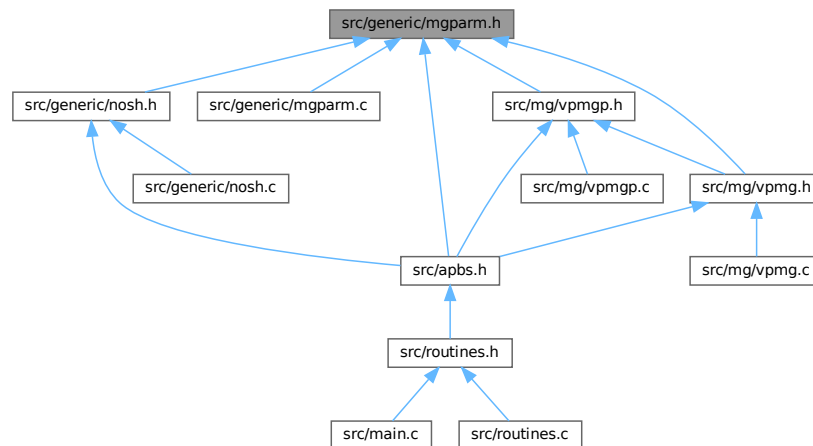 src/generic/mgparm.h
src/generic/nosh.h
src/generic/mgparm.c
src/mg/vpmgp.h
src/generic/nosh.c
src/mg/vpmgp.c
src/mg/vpmg.h
src/apbs.h
src/mg/vpmg.c
src/routines.h
src/main.c
src/routines.c